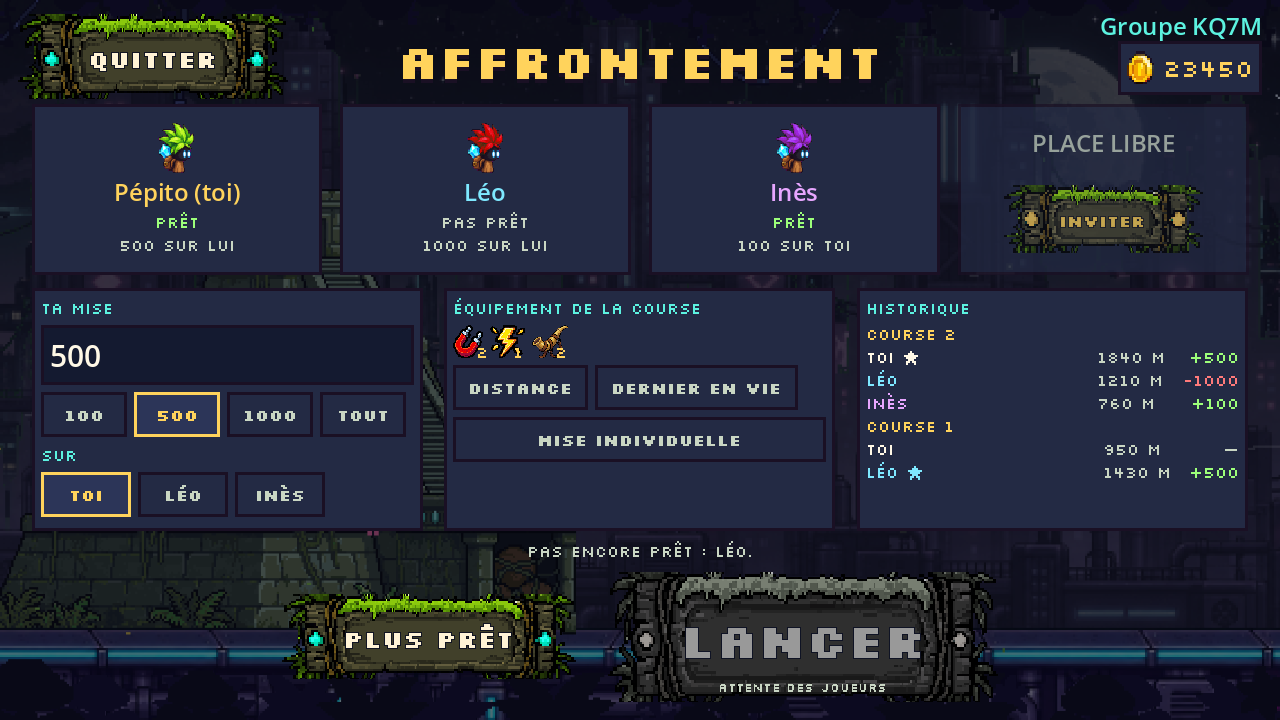 QUITTER
AFFRONTEMENT
Groupe KQ7M
23450
Pépito (toi)
PRÊT
500 SUR LUI
Léo
PAS PRÊT
1000 SUR LUI
Inès
PRÊT
100 SUR TOI
PLACE LIBRE
INVITER
TA MISE
500
100 500 1000 TOUT
SUR
TOI LÉO INÈS
ÉQUIPEMENT DE LA COURSE
2 1 2
DISTANCE DERNIER EN VIE
MISE INDIVIDUELLE
HISTORIQUE
COURSE 2
TOI ★ 1840 M +500
LÉO 1210 M -1000
INÈS 760 M +100
COURSE 1
TOI 950 M —
LÉO ★ 1430 M +500
PAS ENCORE PRÊT : LÉO.
PLUS PRÊT
LANCER
ATTENTE DES JOUEURS